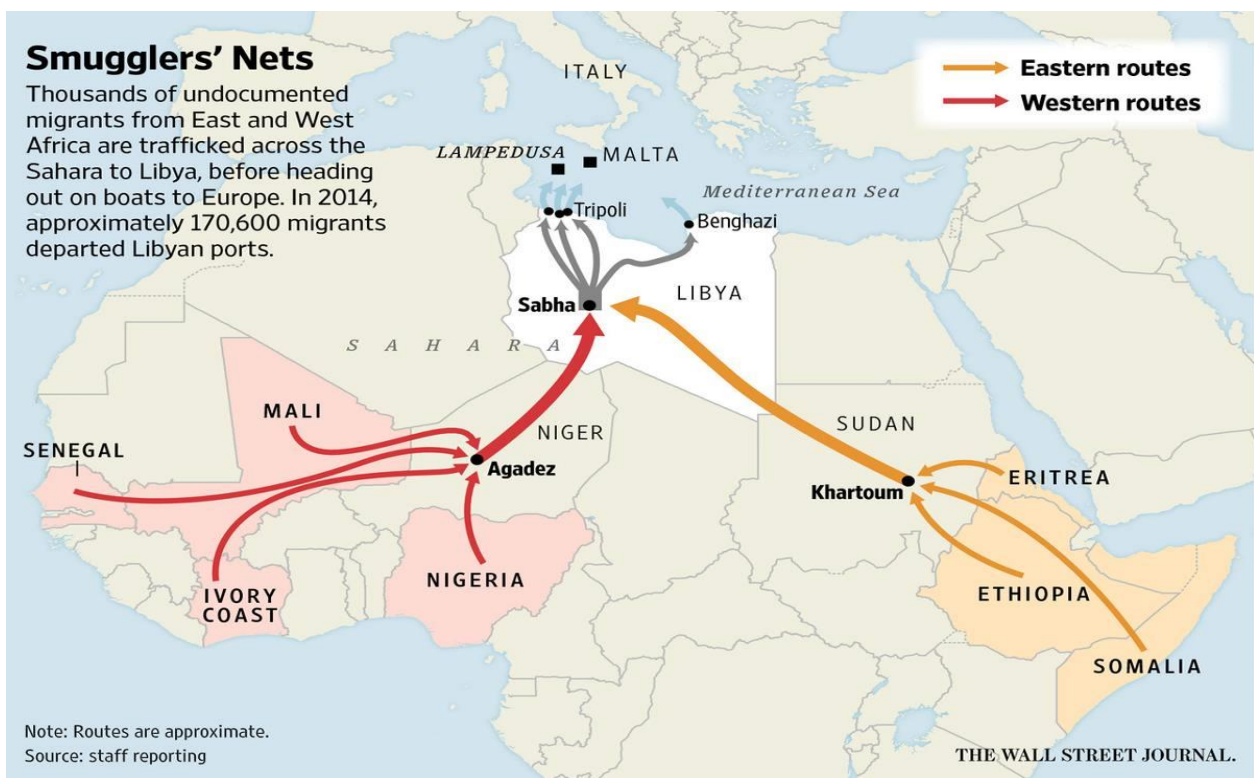 Smugglers' Nets
Thousands of undocumented
migrants from East and West
Africa are trafficked across the
Sahara to Libya, before heading
out on boats to Europe. In 2014,
approximately 170,600 migrants
departed Libyan ports.
Eastern routes
Western routes
ITALY
LAMPEDUSA
MALTA
Mediterranean Sea
Tripoli
Benghazi
Sabha
LIBYA
SAHARA
MALI
NIGER
SUDAN
SENEGAL
Agadez
Khartoum
ERITREA
IVORY
COAST
NIGERIA
ETHIOPIA
SOMALIA
Note: Routes are approximate.
Source: staff reporting
THE WALL STREET JOURNAL.